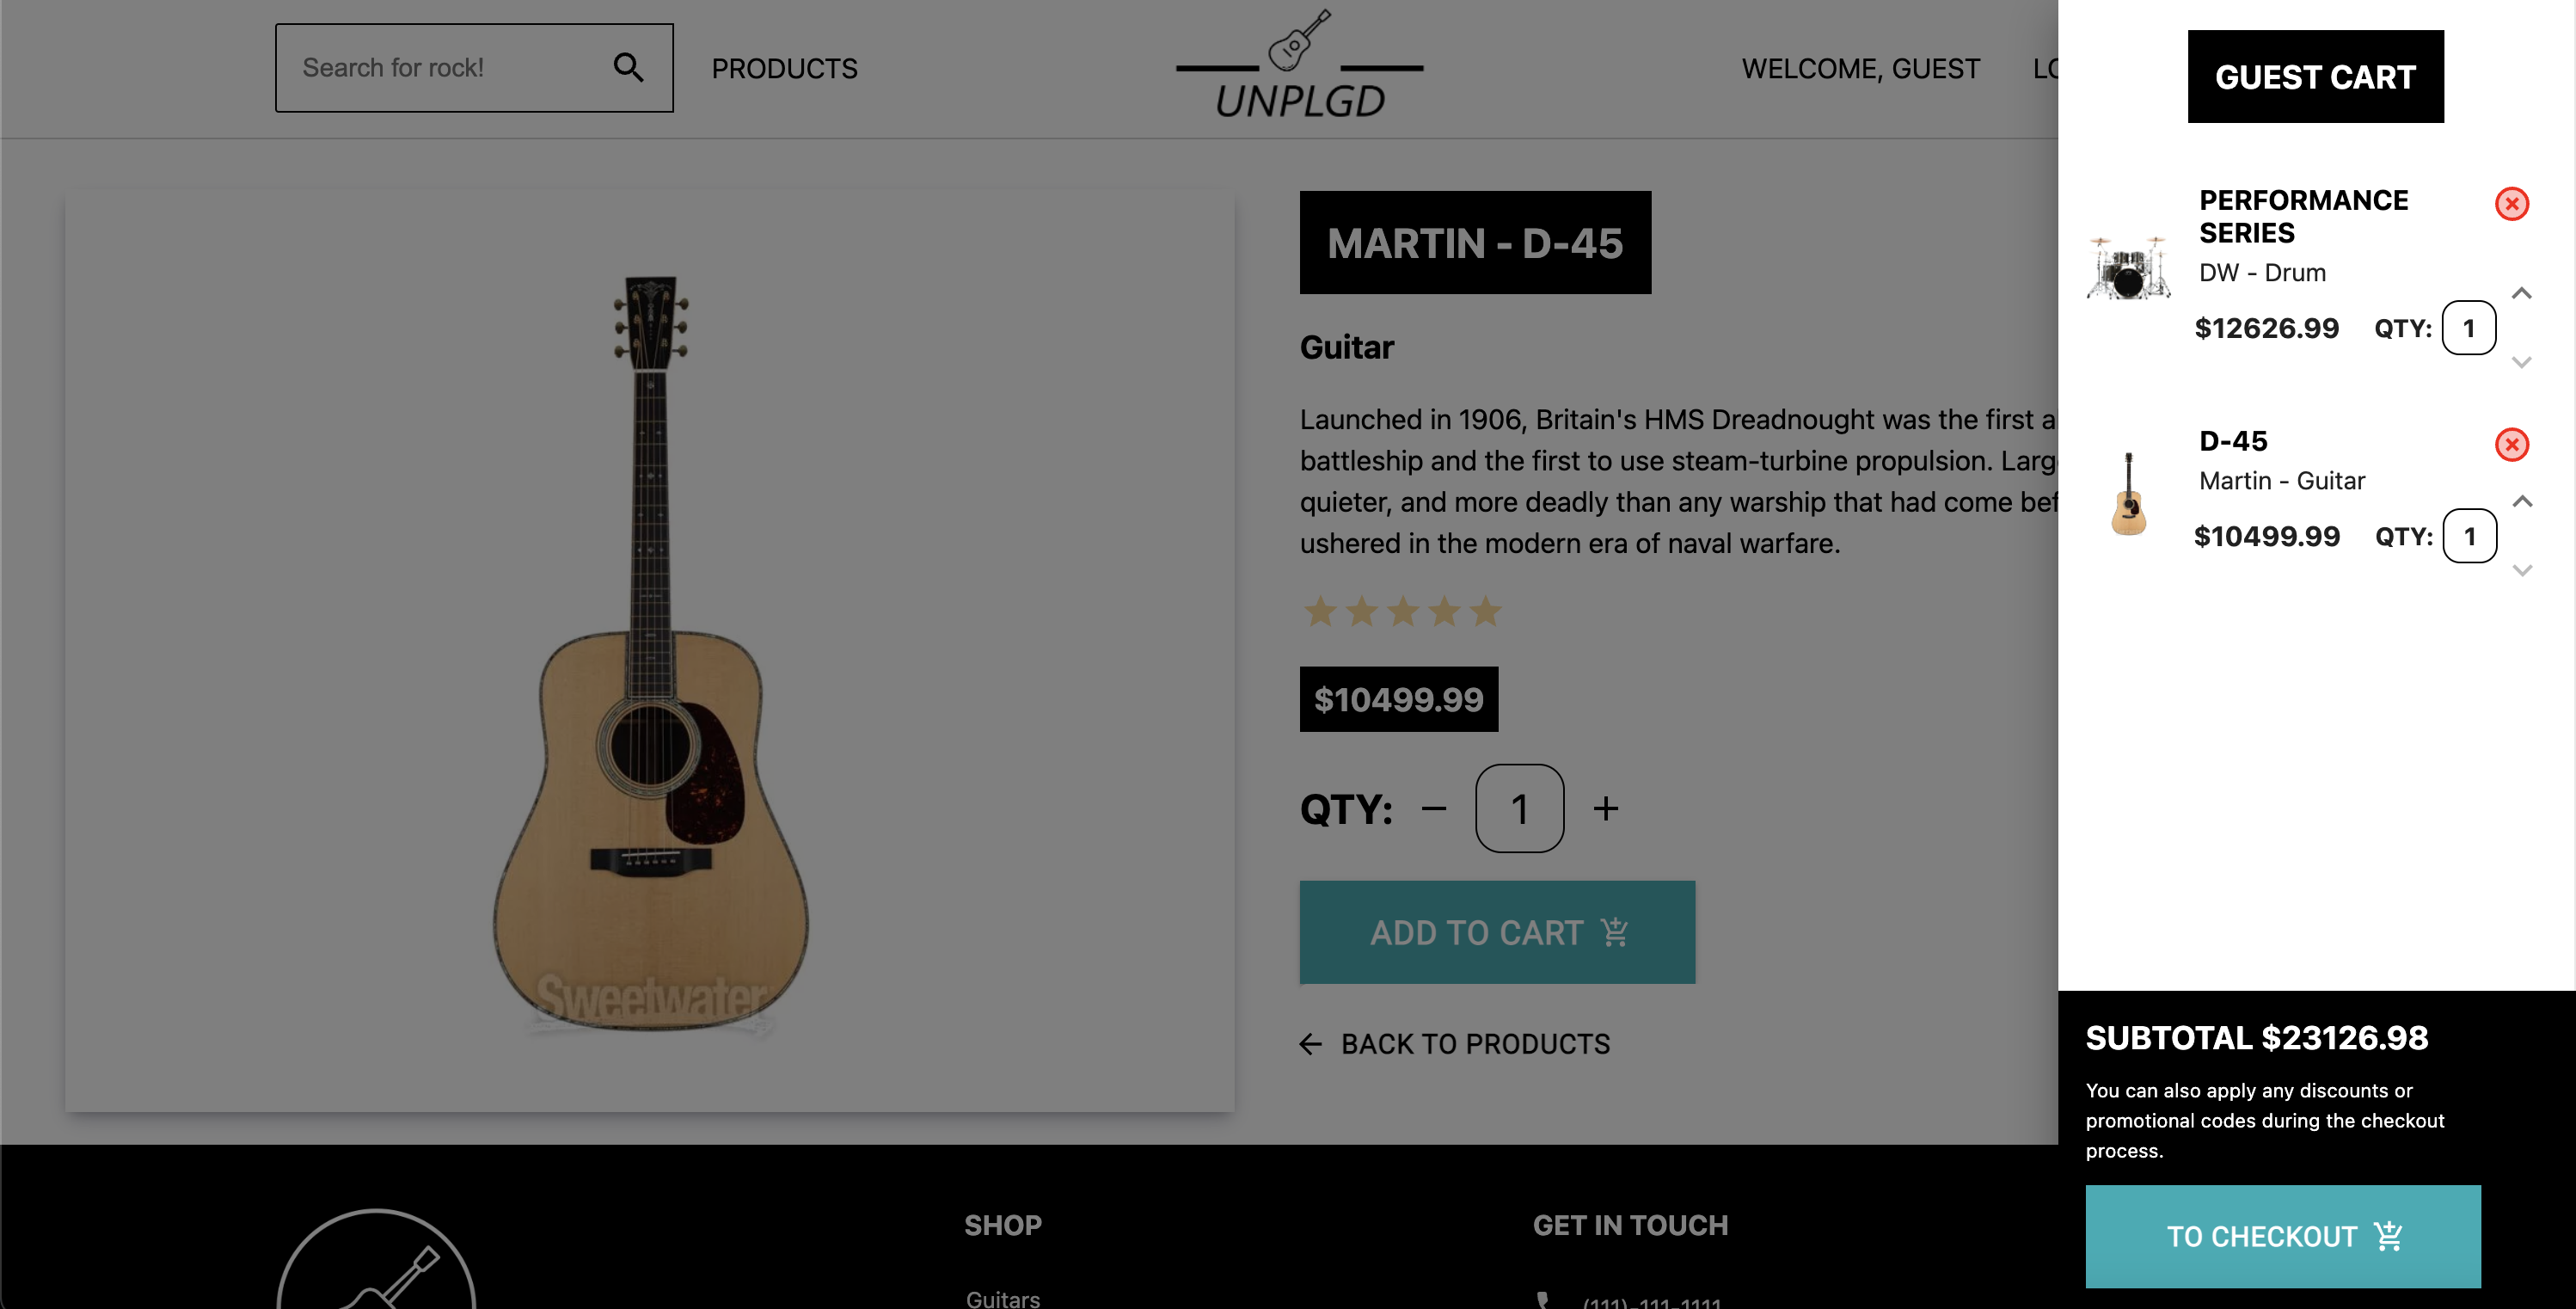 Search for rock!
PRODUCTS
UNPLGD
WELCOME, GUEST
MARTIN - D-45
Guitar
Launched in 1906, Britain's HMS Dreadnought was the first a
battleship and the first to use steam-turbine propulsion. Larg
quieter, and more deadly than any warship that had come bef
ushered in the modern era of naval warfare.
$10499.99
QTY: − 1 +
ADD TO CART
← BACK TO PRODUCTS
Sweetwater
SHOP
Guitars
GET IN TOUCH
(111)-111-1111
GUEST CART
PERFORMANCE
SERIES
DW - Drum
$12626.99 QTY: 1
D-45
Martin - Guitar
$10499.99 QTY: 1
SUBTOTAL $23126.98
You can also apply any discounts or
promotional codes during the checkout
process.
TO CHECKOUT